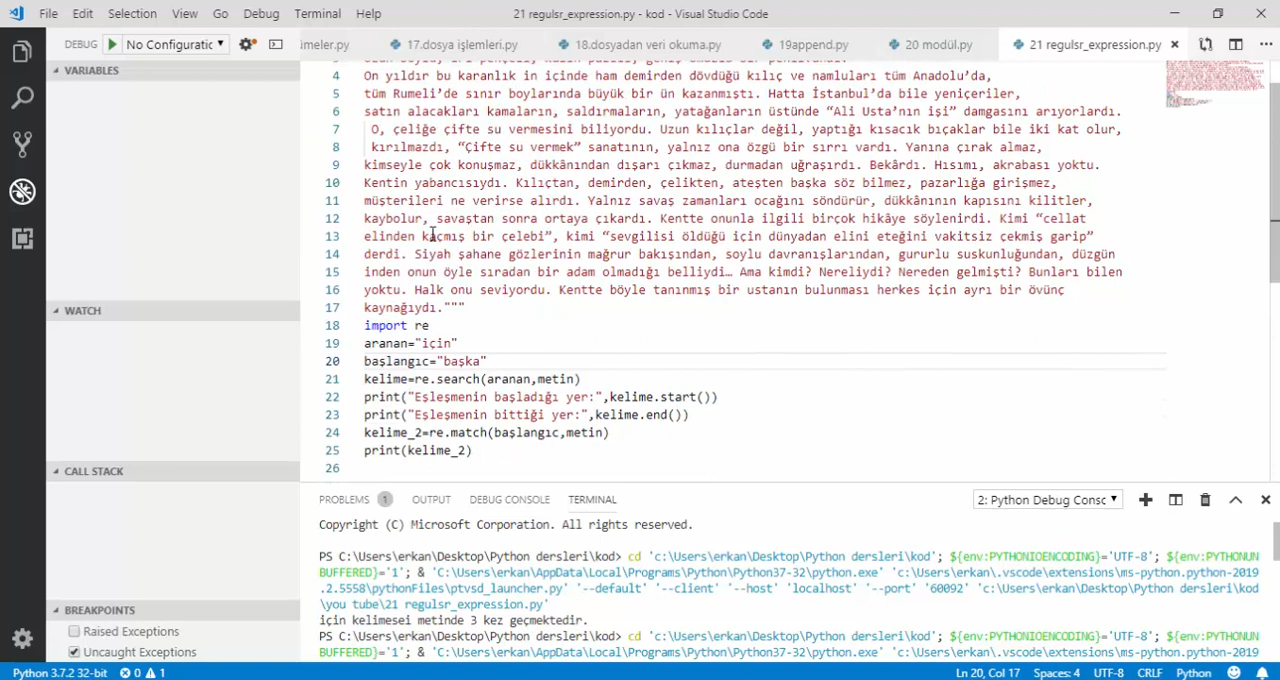 File Edit Selection View Go Debug Terminal Help 21 regulsr_expression.py - kod - Visual Studio Code
DEBUG No Configuratic imeler.py 17.dosya işlemleri.py 18.dosyadan veri okuma.py 19append.py 20 modül.py 21 regulsr_expression.py
VARIABLES
WATCH
CALL STACK
BREAKPOINTS
Raised Exceptions
Uncaught Exceptions
4 On yıldır bu karanlık in içinde ham demirden dövdüğü kılıç ve namluları tüm Anadolu’da,
5 tüm Rumeli’de sınır boylarında büyük bir ün kazanmıştı. Hatta İstanbul’da bile yeniçeriler,
6 satın alacakları kamaların, saldırmaların, yatağanların üstünde “Ali Usta’nın işi” damgasını arıyorlardı.
7 O, çeliğe çifte su vermesini biliyordu. Uzun kılıçlar değil, yaptığı kısacık bıçaklar bile iki kat olur,
8 kırılmazdı, “Çifte su vermek” sanatının, yalnız ona özgü bir sırrı vardı. Yanına çırak almaz,
9 kimseyle çok konuşmaz, dükkânından dışarı çıkmaz, durmadan uğraşırdı. Bekârdı. Hısımı, akrabası yoktu.
10 Kentin yabancısıydı. Kılıçtan, demirden, çelikten, ateşten başka söz bilmez, pazarlığa girişmez,
11 müşterileri ne verirse alırdı. Yalnız savaş zamanları ocağını söndürür, dükkânının kapısını kilitler,
12 kaybolur, savaştan sonra ortaya çıkardı. Kentte onunla ilgili birçok hikâye söylenirdi. Kimi “cellat
13 elinden kaçmış bir çelebi”, kimi “sevgilisi öldüğü için dünyadan elini eteğini vakitsiz çekmiş garip”
14 derdi. Siyah şahane gözlerinin mağrur bakışından, soylu davranışlarından, gururlu suskunluğundan, düzgün
15 inden onun öyle sıradan bir adam olmadığı belliydi… Ama kimdi? Nereliydi? Nereden gelmişti? Bunları bilen
16 yoktu. Halk onu seviyordu. Kentte böyle tanınmış bir ustanın bulunması herkes için ayrı bir övünç
17 kaynağıydı."""
18 import re
19 aranan="için"
20 başlangıc="başka"
21 kelime=re.search(aranan,metin)
22 print("Eşleşmenin başladığı yer:",kelime.start())
23 print("Eşleşmenin bittiği yer:",kelime.end())
24 kelime_2=re.match(başlangıc,metin)
25 print(kelime_2)
26
PROBLEMS 1 OUTPUT DEBUG CONSOLE TERMINAL 2: Python Debug Consc
Copyright (C) Microsoft Corporation. All rights reserved.
PS C:\Users\erkan\Desktop\Python dersleri\kod> cd 'c:\Users\erkan\Desktop\Python dersleri\kod'; ${env:PYTHONIOENCODING}='UTF-8'; ${env:PYTHONUN
BUFFERED}='1'; & 'C:\Users\erkan\AppData\Local\Programs\Python\Python37-32\python.exe' 'c:\Users\erkan\.vscode\extensions\ms-python.python-2019
.2.5558\pythonFiles\ptvsd_launcher.py' '--default' '--client' '--host' 'localhost' '--port' '60092' 'c:\Users\erkan\Desktop\Python dersleri\kod
\you tube\21 regulsr_expression.py'
için kelimesei metinde 3 kez geçmektedir.
PS C:\Users\erkan\Desktop\Python dersleri\kod> cd 'c:\Users\erkan\Desktop\Python dersleri\kod'; ${env:PYTHONIOENCODING}='UTF-8'; ${env:PYTHONUN
BUFFERED}='1'; & 'C:\Users\erkan\AppData\Local\Programs\Python\Python37-32\python.exe' 'c:\Users\erkan\.vscode\extensions\ms-python.python-2019
Python 3.7.2 32-bit 0 1 Ln 20, Col 17 Spaces: 4 UTF-8 CRLF Python